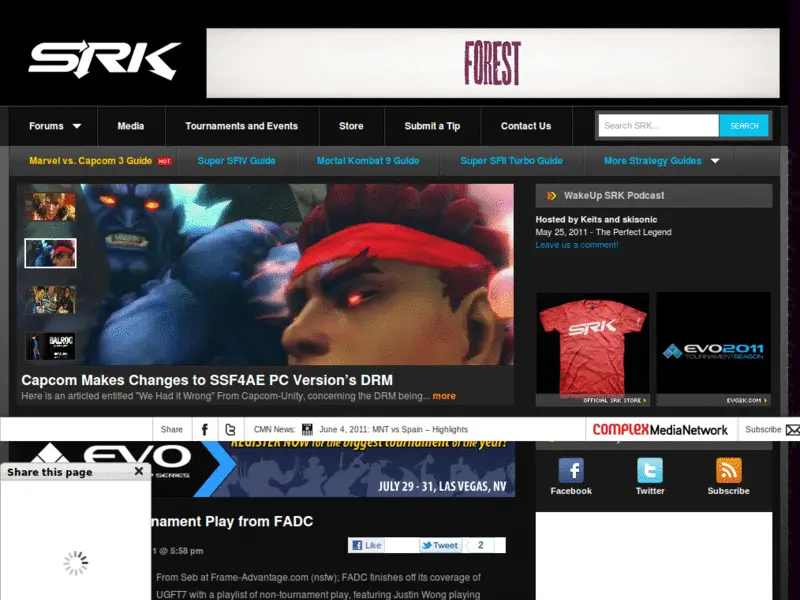 SRK
FOREST
Forums
Media
Tournaments and Events
Store
Submit a Tip
Contact Us
Search SRK...
SEARCH
Marvel vs. Capcom 3 Guide HOT
Super SFIV Guide
Mortal Kombat 9 Guide
Super SFII Turbo Guide
More Strategy Guides
BALROG
Capcom Makes Changes to SSF4AE PC Version's DRM
Here is an articled entitled "We Had it Wrong" From Capcom-Unity, concerning the DRM being... more
WakeUp SRK Podcast
Hosted by Keits and skisonic
May 25, 2011 - The Perfect Legend
Leave us a comment!
SRK
OFFICIAL SRK STORE
EVO2011
TOURNAMENT SEASON
EVO2K.COM
Share
CMN News:
June 4, 2011: MNT vs Spain – Highlights
COMPLEX MediaNetwork
Subscribe
EVO
SERIES
REGISTER NOW for the biggest tournament of the year!
JULY 29 - 31, LAS VEGAS, NV
Share this page
Facebook
Twitter
Subscribe
nament Play from FADC
1 @ 5:58 pm
Like
Tweet
2
From Seb at Frame-Advantage.com (nsfw); FADC finishes off its coverage of
UGFT7 with a playlist of non-tournament play, featuring Justin Wong playing